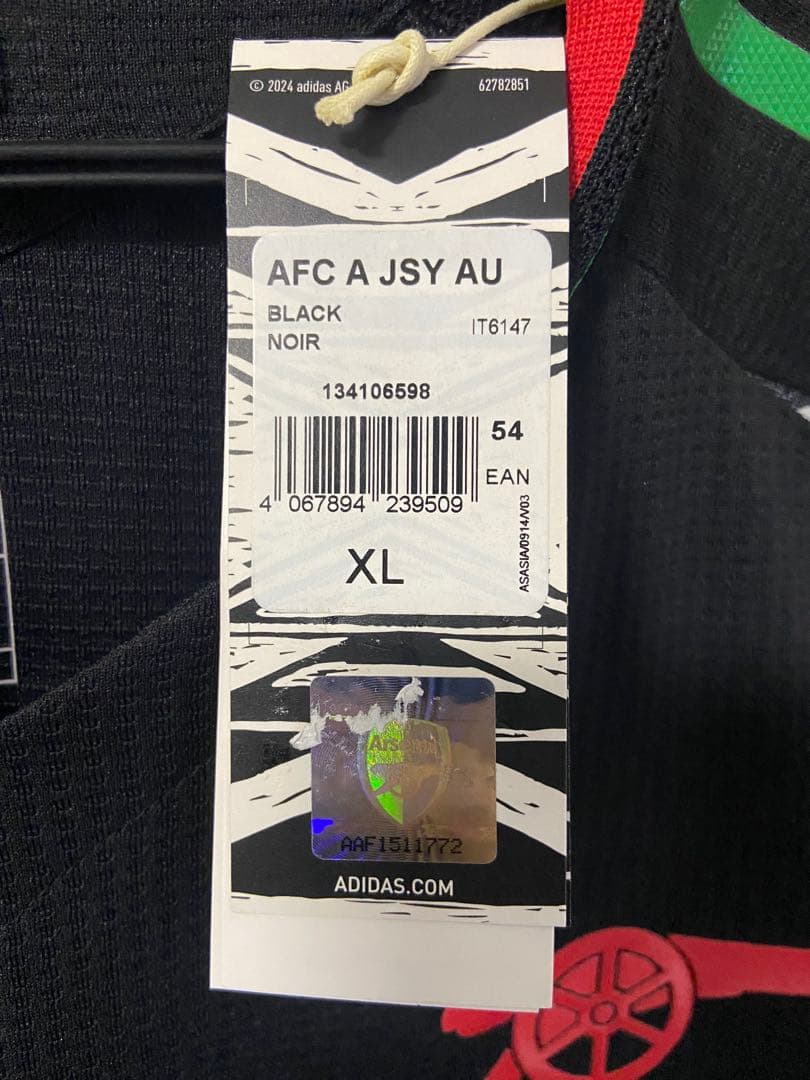 © 2024 adidas AG
62782851
AFC A JSY AU
BLACK
NOIR
IT6147
134106598
54
EAN
4 067894 239509
ASASIA/0914/V03
XL
Arsenal
AAF1511772
ADIDAS.COM